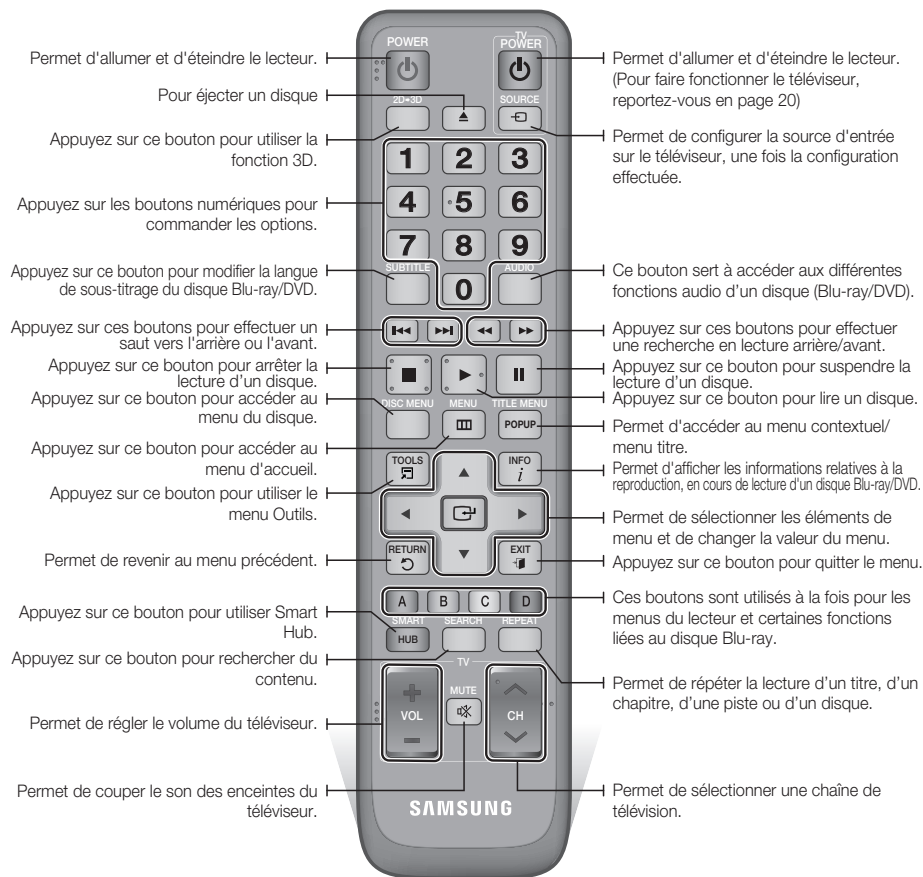 Permet d'allumer et d'éteindre le lecteur.
Pour éjecter un disque
Appuyez sur ce bouton pour utiliser la
fonction 3D.
Appuyez sur les boutons numériques pour
commander les options.
Appuyez sur ce bouton pour modifier la langue
de sous-titrage du disque Blu-ray/DVD.
Appuyez sur ces boutons pour effectuer un
saut vers l'arrière ou l'avant.
Appuyez sur ce bouton pour arrêter la
lecture d'un disque.
Appuyez sur ce bouton pour accéder au
menu du disque.
Appuyez sur ce bouton pour accéder au
menu d'accueil.
Appuyez sur ce bouton pour utiliser le
menu Outils.
Permet de revenir au menu précédent.
Appuyez sur ce bouton pour utiliser Smart
Hub.
Appuyez sur ce bouton pour rechercher du
contenu.
Permet de régler le volume du téléviseur.
Permet de couper le son des enceintes du
téléviseur.
POWER
TV
POWER
2D→3D
SOURCE
1 2 3
4 5 6
7 8 9
SUBTITLE
0
AUDIO
DISC MENU
MENU
TITLE MENU
POPUP
TOOLS
INFO
i
RETURN
EXIT
A B C D
SMART
HUB
SEARCH
REPEAT
TV
VOL
MUTE
CH
SAMSUNG
Permet d'allumer et d'éteindre le lecteur.
(Pour faire fonctionner le téléviseur,
reportez-vous en page 20)
Permet de configurer la source d'entrée
sur le téléviseur, une fois la configuration
effectuée.
Ce bouton sert à accéder aux différentes
fonctions audio d'un disque (Blu-ray/DVD).
Appuyez sur ces boutons pour effectuer
une recherche en lecture arrière/avant.
Appuyez sur ce bouton pour suspendre la
lecture d'un disque.
Appuyez sur ce bouton pour lire un disque.
Permet d'accéder au menu contextuel/
menu titre.
Permet d'afficher les informations relatives à la
reproduction, en cours de lecture d'un disque Blu-ray/DVD.
Permet de sélectionner les éléments de
menu et de changer la valeur du menu.
Appuyez sur ce bouton pour quitter le menu.
Ces boutons sont utilisés à la fois pour les
menus du lecteur et certaines fonctions
liées au disque Blu-ray.
Permet de répéter la lecture d'un titre, d'un
chapitre, d'une piste ou d'un disque.
Permet de sélectionner une chaîne de
télévision.